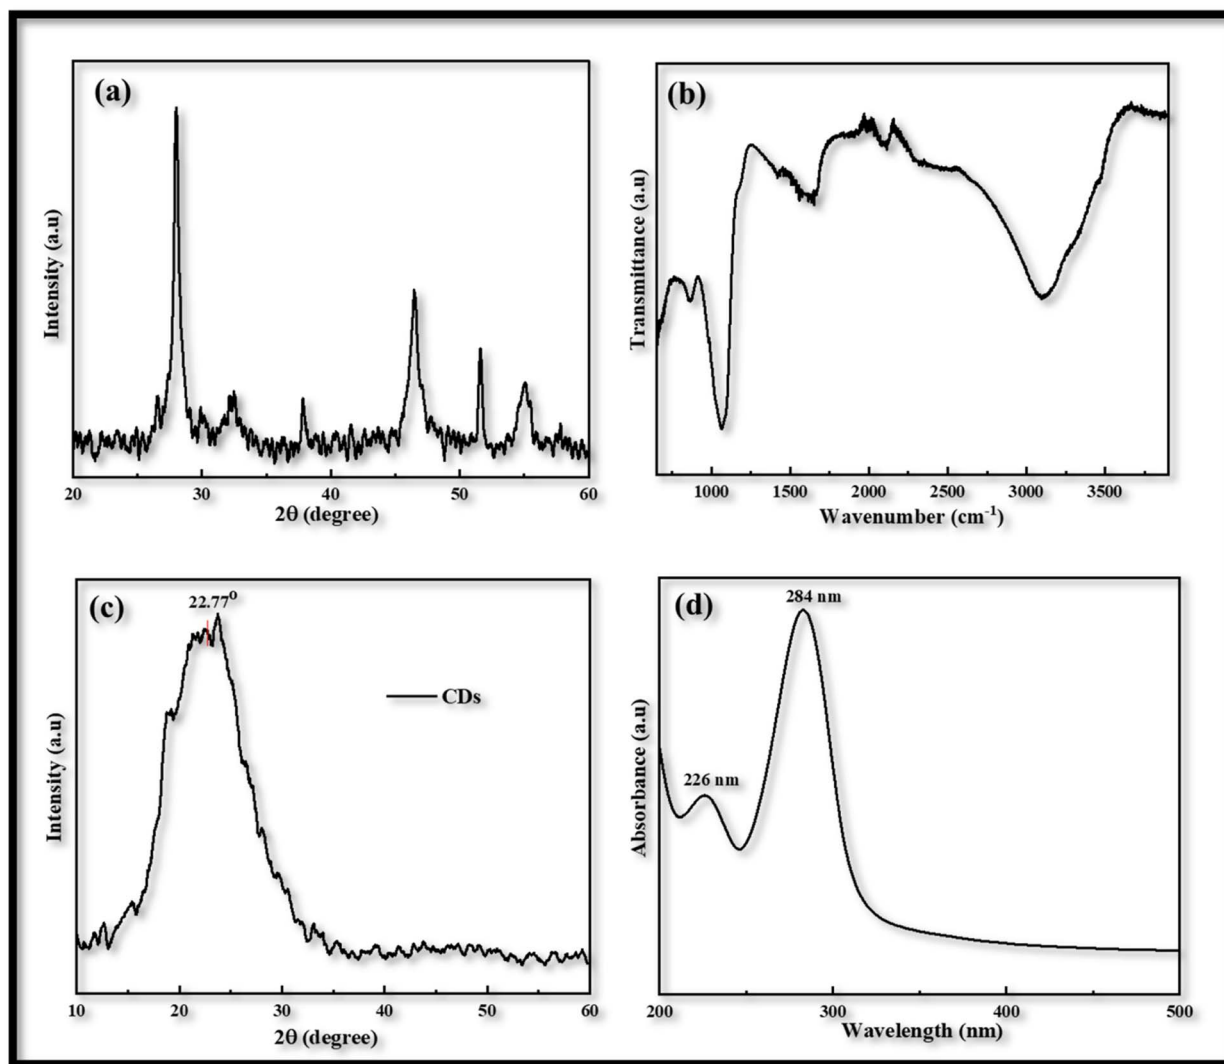 (a)
Intensity (a.u)
20 30 40 50 60
2θ (degree)
(b)
Transmittance (a.u)
1000 1500 2000 2500 3000 3500
Wavenumber (cm⁻¹)
(c)
22.77⁰
CDs
Intensity (a.u)
10 20 30 40 50 60
2θ (degree)
(d)
284 nm
226 nm
Absorbance (a.u)
200 300 400 500
Wavelength (nm)